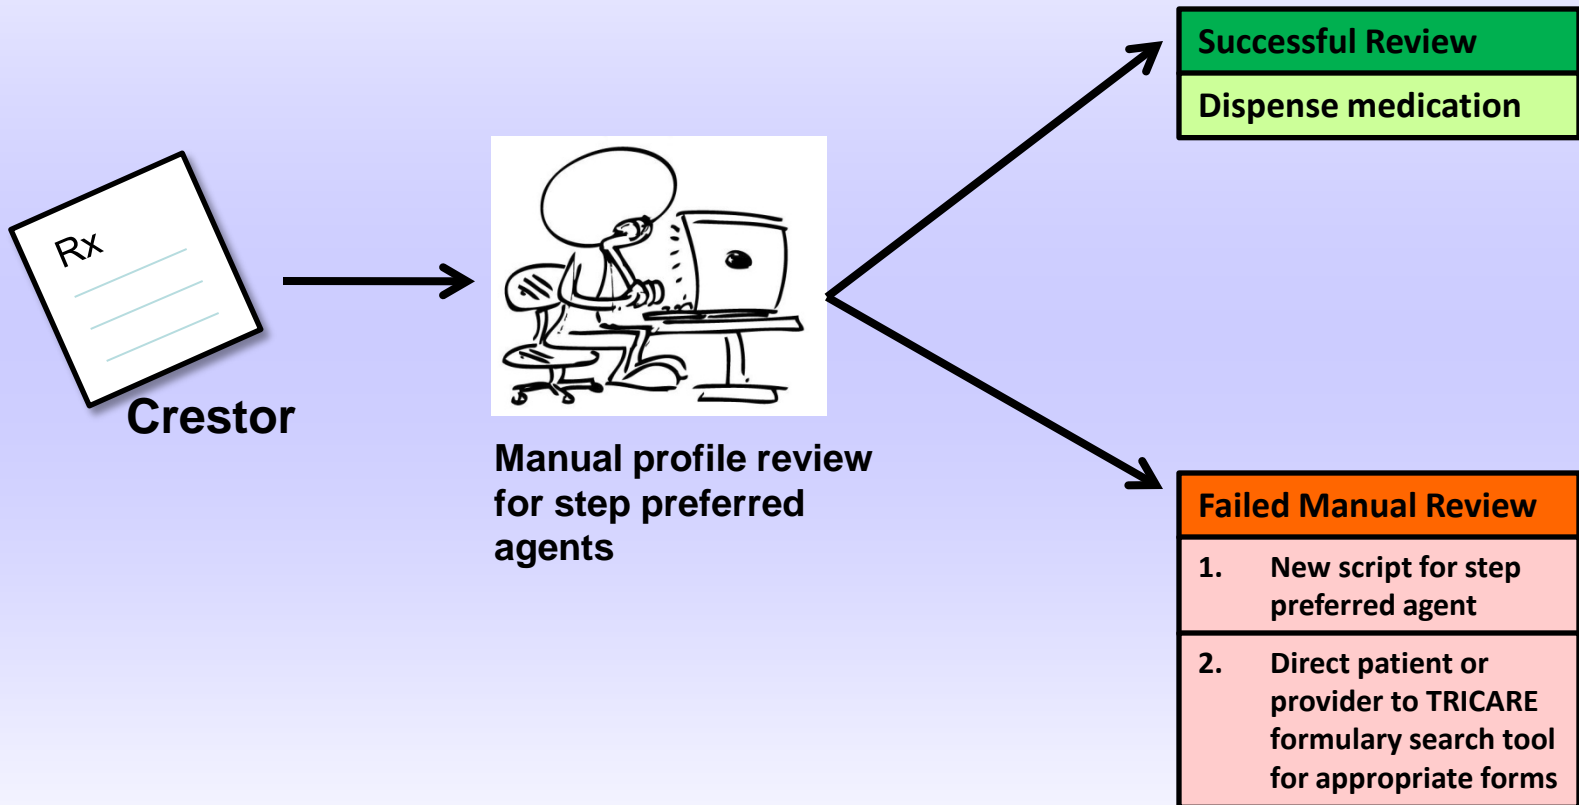 Rx
Crestor
Manual profile review
for step preferred
agents
Successful Review
Dispense medication
Failed Manual Review
1. New script for step
preferred agent
2. Direct patient or
provider to TRICARE
formulary search tool
for appropriate forms